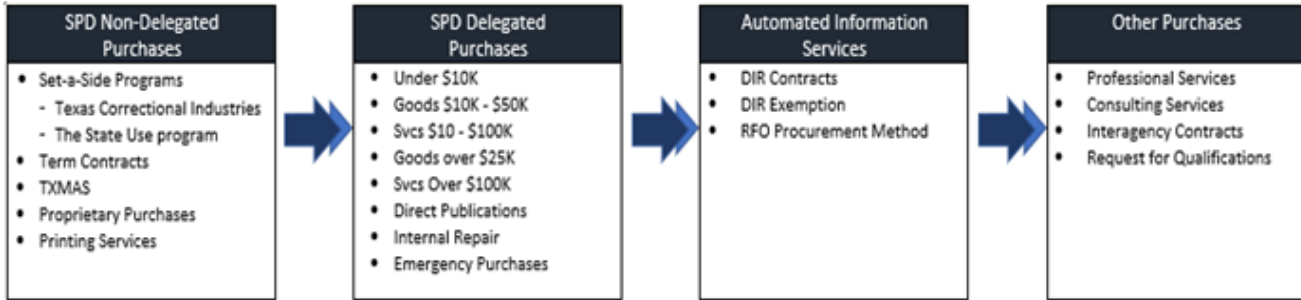 SPD Non-Delegated
Purchases
• Set-a-Side Programs
- Texas Correctional Industries
- The State Use program
• Term Contracts
• TXMAS
• Proprietary Purchases
• Printing Services
SPD Delegated
Purchases
• Under $10K
• Goods $10K - $50K
• Svcs $10 - $100K
• Goods over $25K
• Svcs Over $100K
• Direct Publications
• Internal Repair
• Emergency Purchases
Automated Information
Services
• DIR Contracts
• DIR Exemption
• RFO Procurement Method
Other Purchases
• Professional Services
• Consulting Services
• Interagency Contracts
• Request for Qualifications